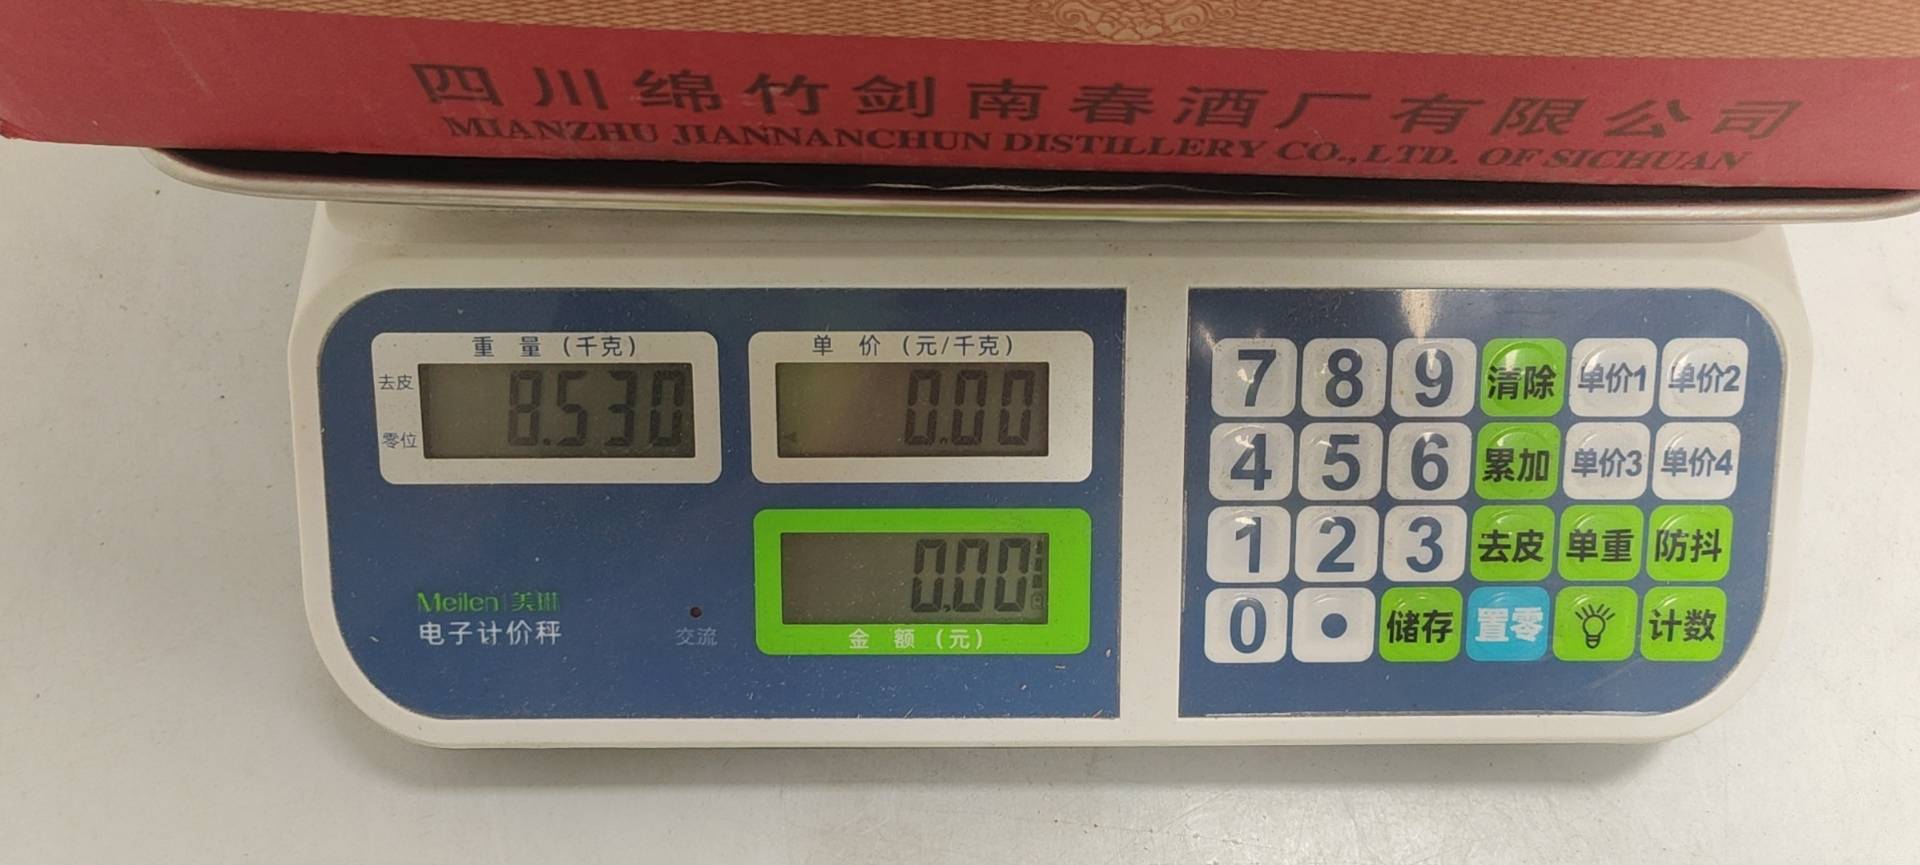 四川绵竹剑南春酒厂有限公司
MIANZHU JIANNANCHUN DISTILLERY CO., LTD. OF SICHUAN
重量(千克)
去皮
零位
8.530
单价(元/千克)
0.00
0.00
金额(元)
Meilen|美琳
电子计价秤
交流
7 8 9 清除 单价1 单价2
4 5 6 累加 单价3 单价4
1 2 3 去皮 单重 防抖
0 • 储存 置零 计数